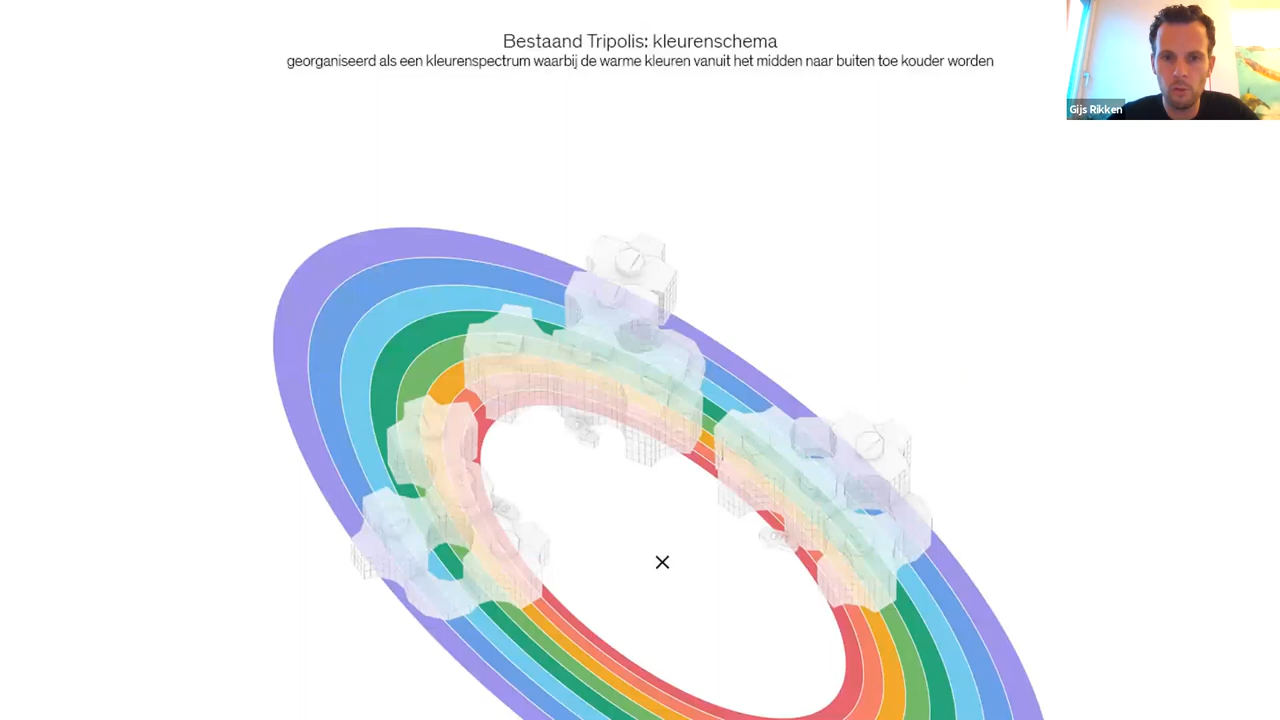 Bestaand Tripolis: kleurenschema
georganiseerd als een kleurenspectrum waarbij de warme kleuren vanuit het midden naar buiten toe kouder worden
Gijs Rikken